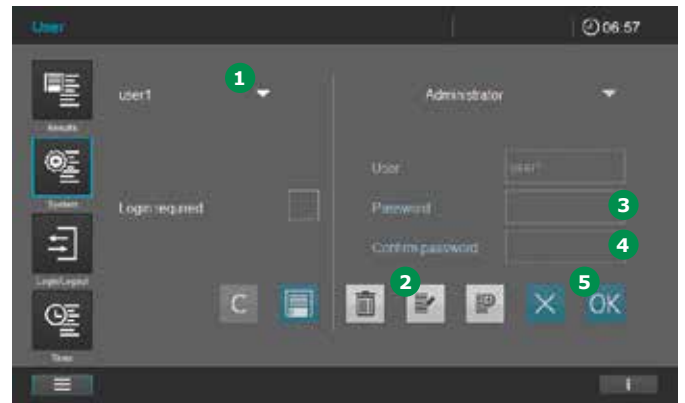 User
06:57
1
user1
Administrator
Results
User
user1
System
Login required
Password
3
Confirm password
4
Login/Logout
2
5
C
OK
Timer
i